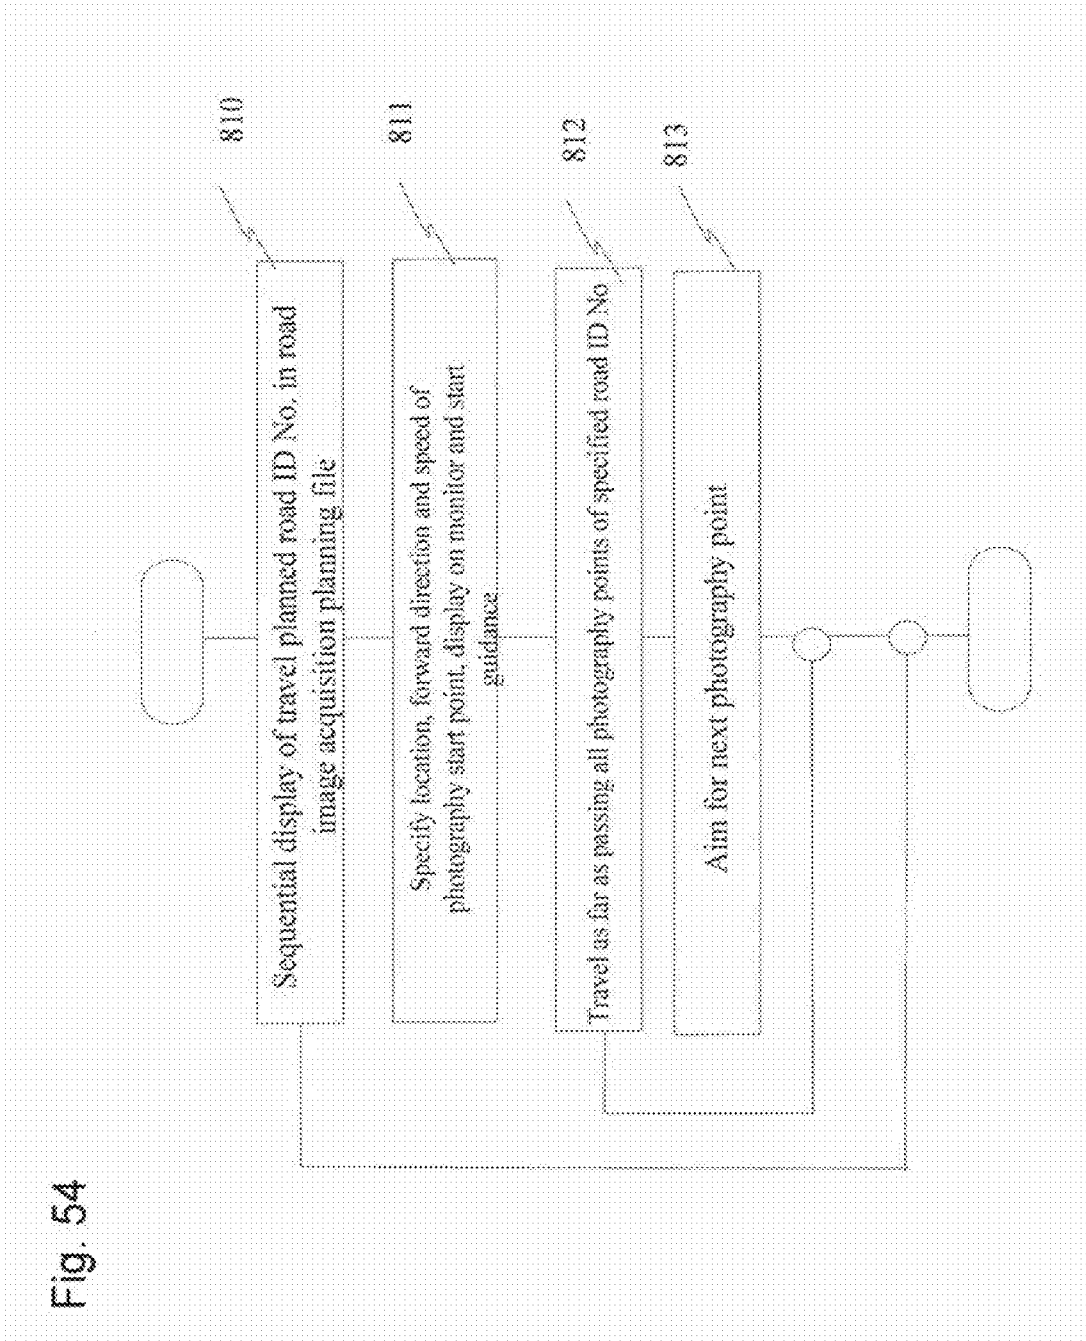 Fig. 54
810
Sequential display of travel planned road ID No. in road
image acquisition planning file
811
Specify location, forward direction and speed of
photography start point, display on monitor and start
guidance
812
Travel as far as passing all photography points of specified road ID No
813
Aim for next photography point